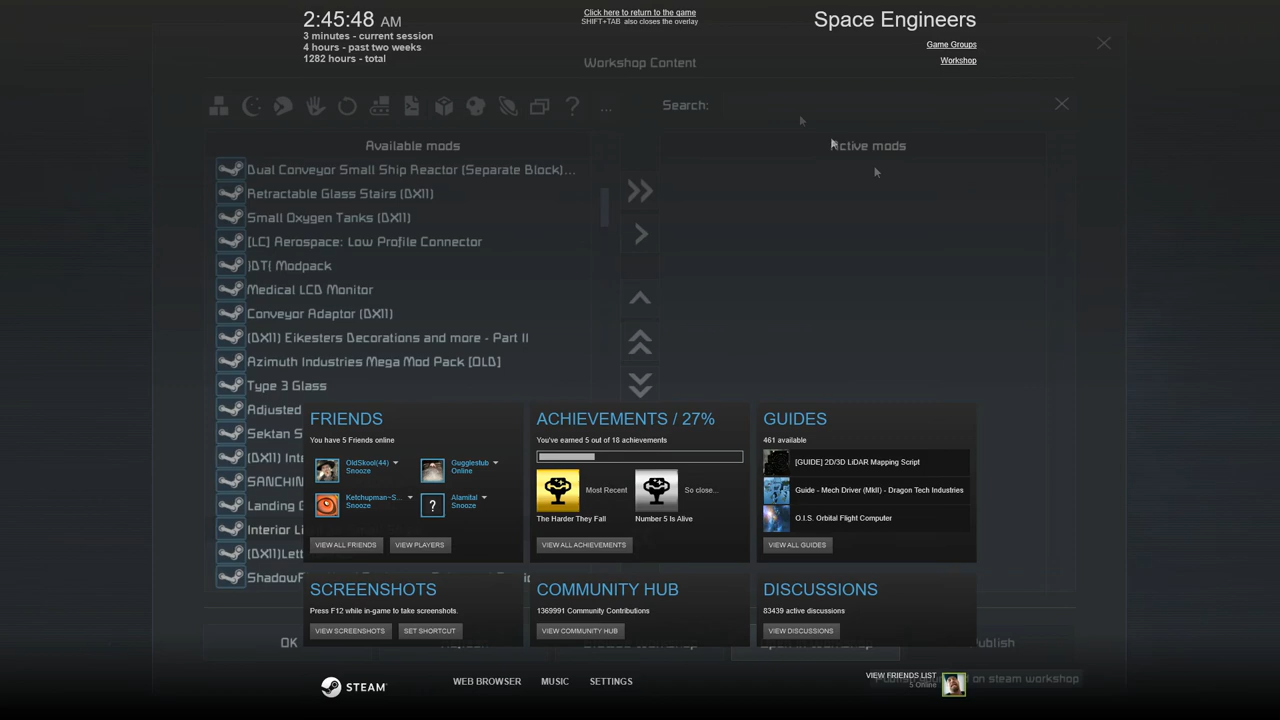 2:45:48 AM
3 minutes - current session
4 hours - past two weeks
1282 hours - total
Click here to return to the game
SHIFT+TAB also closes the overlay
Space Engineers
Game Groups
Workshop
Workshop Content
...
Search:
Available mods
Active mods
Dual Conveyor Small Ship Reactor (Separate Block)...
Retractable Glass Stairs (DX11)
Small Oxygen Tanks (DX11)
[LC] Aerospace: Low Profile Connector
)DT( Modpack
Medical LCD Monitor
Conveyor Adaptor (DX11)
(DX11) Eikesters Decorations and more - Part II
Azimuth Industries Mega Mod Pack [OLD]
Type 3 Glass
Adjusted
Sektan S
(DX11) Int
SANCHIN
Landing G
Interior Li
(DX11)Lett
FRIENDS
You have 5 Friends online
OldSkool(44)
Snooze
Gugglestub
Online
Ketchupman~S...
Snooze
?
Alamital
Snooze
VIEW ALL FRIENDS
VIEW PLAYERS
ACHIEVEMENTS / 27%
You've earned 5 out of 18 achievements
Most Recent
So close...
The Harder They Fall
Number 5 Is Alive
VIEW ALL ACHIEVEMENTS
GUIDES
461 available
[GUIDE] 2D/3D LiDAR Mapping Script
Guide - Mech Driver (MkII) - Dragon Tech Industries
O.I.S. Orbital Flight Computer
VIEW ALL GUIDES
SCREENSHOTS
Press F12 while in-game to take screenshots.
VIEW SCREENSHOTS
SET SHORTCUT
COMMUNITY HUB
1369991 Community Contributions
VIEW COMMUNITY HUB
DISCUSSIONS
83439 active discussions
VIEW DISCUSSIONS
OK
Publish
STEAM
WEB BROWSER
MUSIC
SETTINGS
VIEW FRIENDS LIST
5 Online
on steam workshop